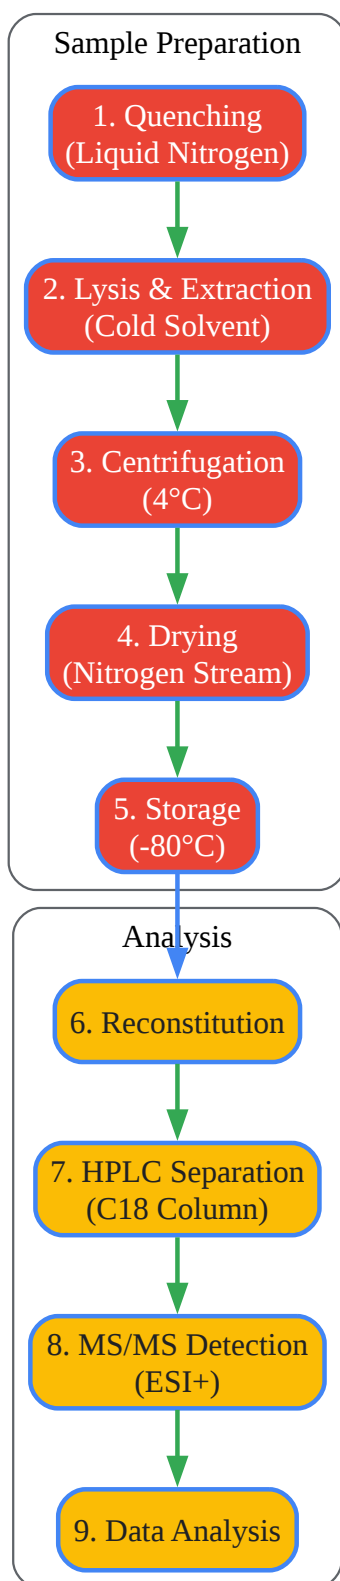 Sample Preparation
1. Quenching
(Liquid Nitrogen)
2. Lysis & Extraction
(Cold Solvent)
3. Centrifugation
(4°C)
4. Drying
(Nitrogen Stream)
5. Storage
(-80°C)
Analysis
6. Reconstitution
7. HPLC Separation
(C18 Column)
8. MS/MS Detection
(ESI+)
9. Data Analysis